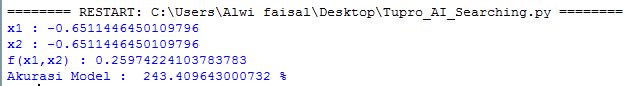 ======== RESTART: C:\Users\Alwi faisal\Desktop\Tupro_AI_Searching.py ========
x1 : -0.6511446450109796
x2 : -0.6511446450109796
f(x1,x2) : 0.25974224103783783
Akurasi Model :  243.409643000732 %